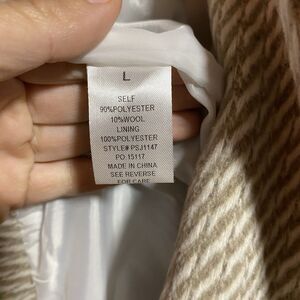 L
SELF
90%POLYESTER
10%WOOL
LINING
100%POLYESTER
STYLE# PSJ1147
PO 15117
MADE IN CHINA
SEE REVERSE
FOR CARE